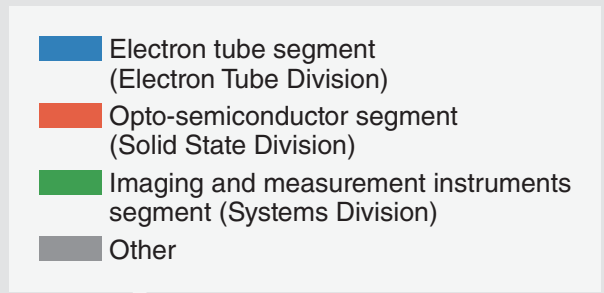 Electron tube segment
(Electron Tube Division)
Opto-semiconductor segment
(Solid State Division)
Imaging and measurement instruments
segment (Systems Division)
Other